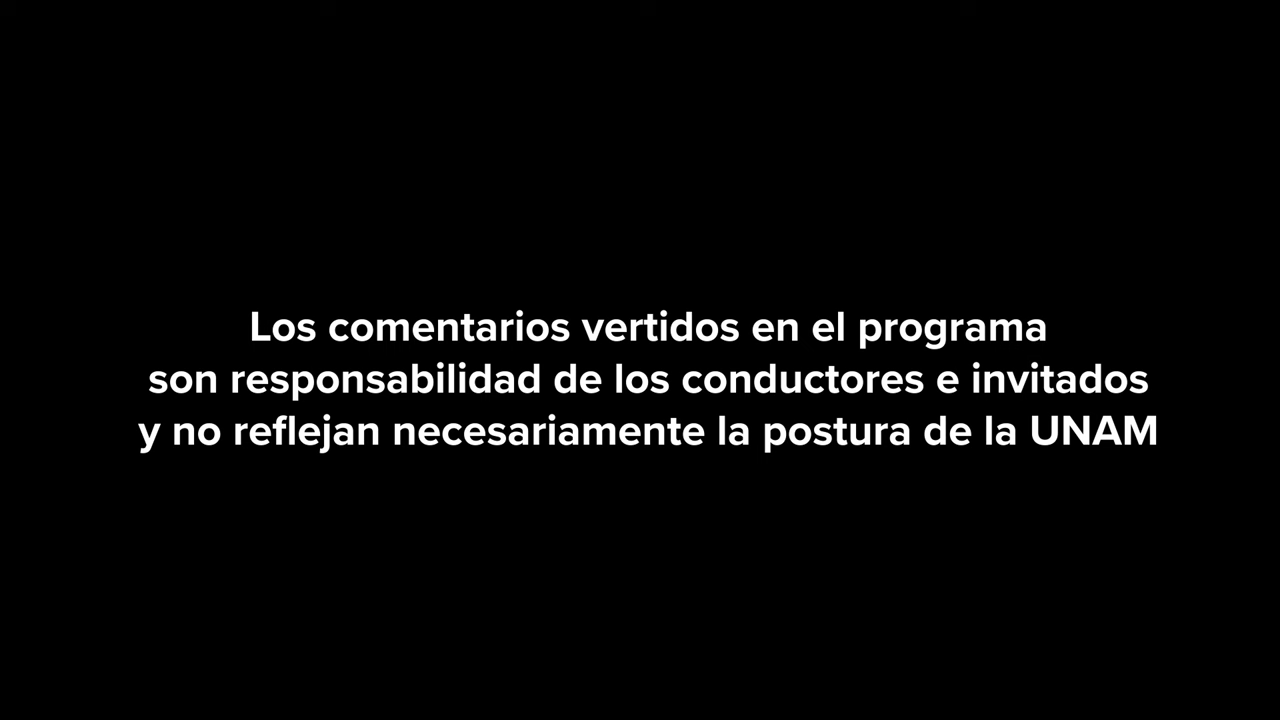 Los comentarios vertidos en el programa
son responsabilidad de los conductores e invitados
y no reflejan necesariamente la postura de la UNAM